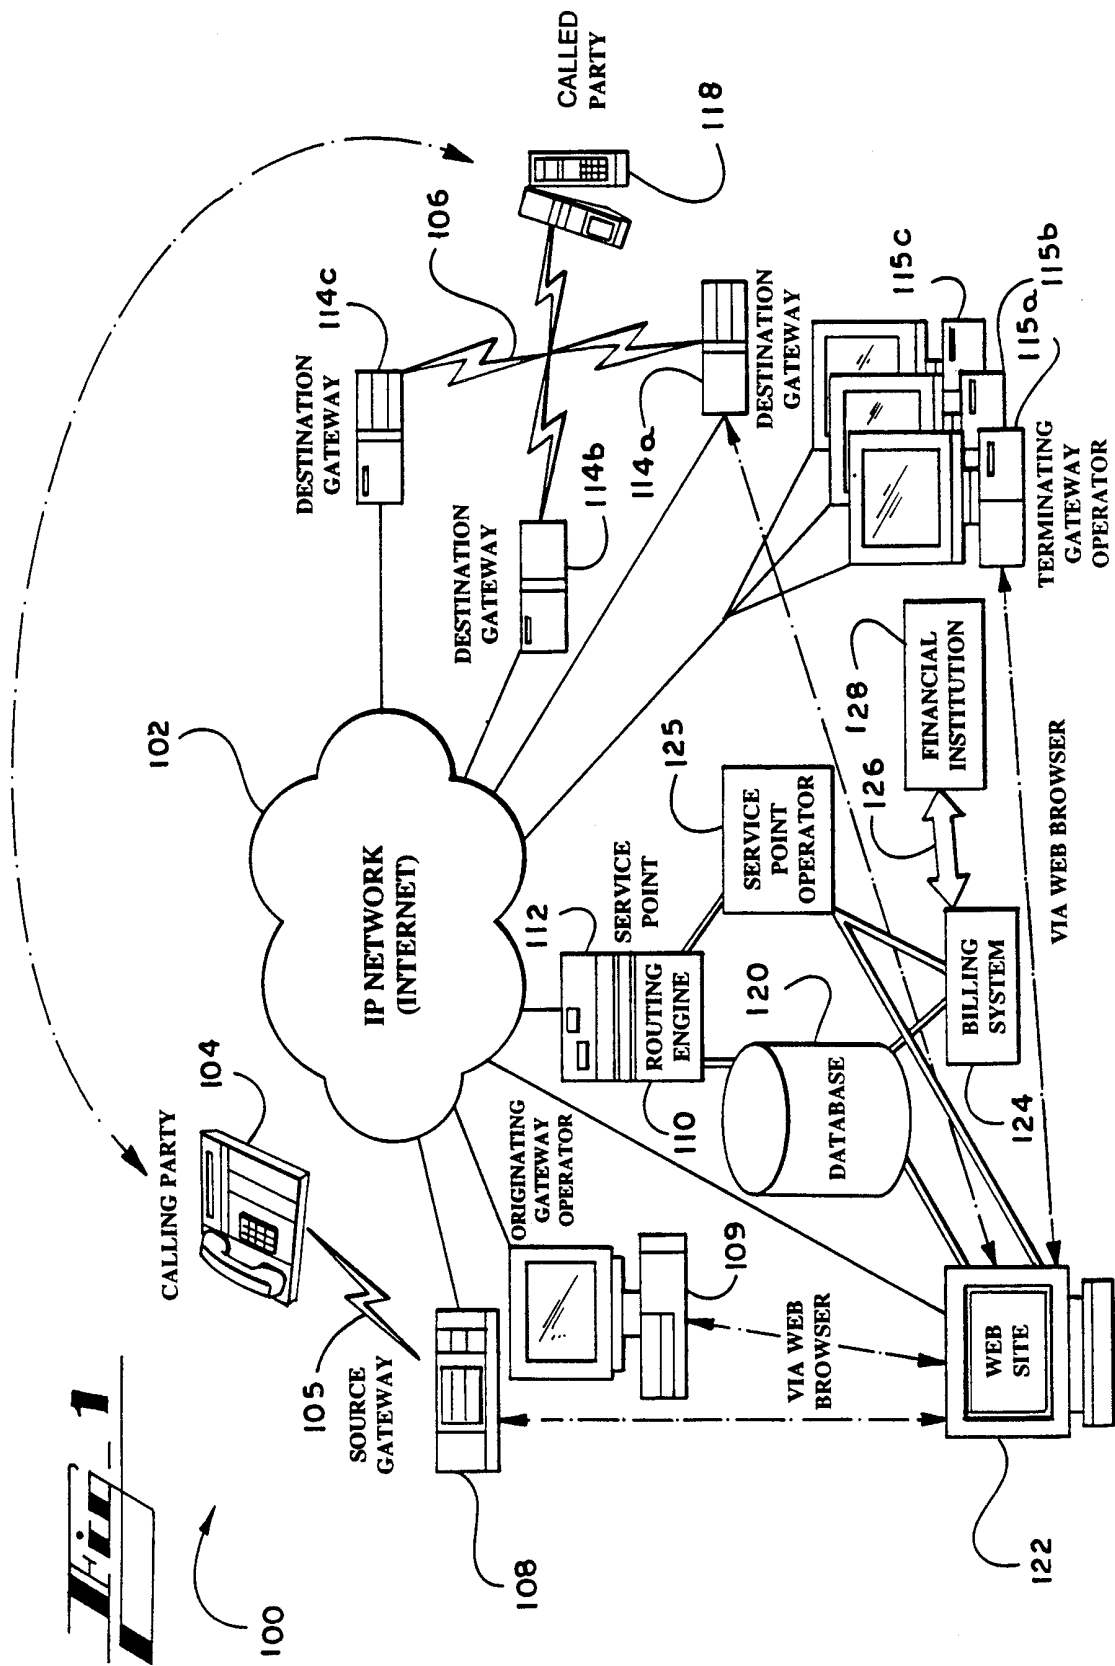 Fig. 1
100
CALLING PARTY
104
105
SOURCE
GATEWAY
108
ORIGINATING
GATEWAY
OPERATOR
109
VIA WEB
BROWSER
WEB
SITE
122
102
IP NETWORK
(INTERNET)
112
SERVICE
POINT
ROUTING
ENGINE
110
120
DATABASE
125
SERVICE
POINT
OPERATOR
BILLING
SYSTEM
124
126
128
FINANCIAL
INSTITUTION
VIA WEB BROWSER
DESTINATION
GATEWAY
114c
106
DESTINATION
GATEWAY
114b
114a
DESTINATION
GATEWAY
CALLED
PARTY
118
115c
115a
115b
TERMINATING
GATEWAY
OPERATOR